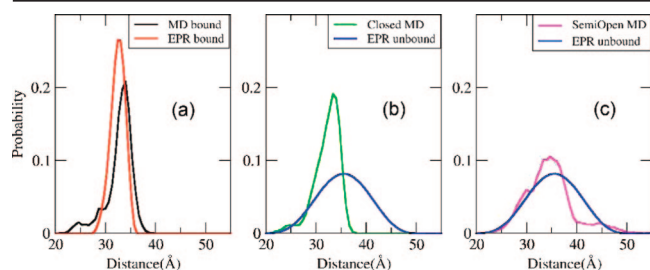 MD bound
EPR bound
(a)
Probability
0.2
0.1
0
20 30 40 50
Distance(Å)
Closed MD
EPR unbound
(b)
0.2
0.1
0
20 30 40 50
Distance(Å)
SemiOpen MD
EPR unbound
(c)
0.2
0.1
0
20 30 40 50
Distance(Å)